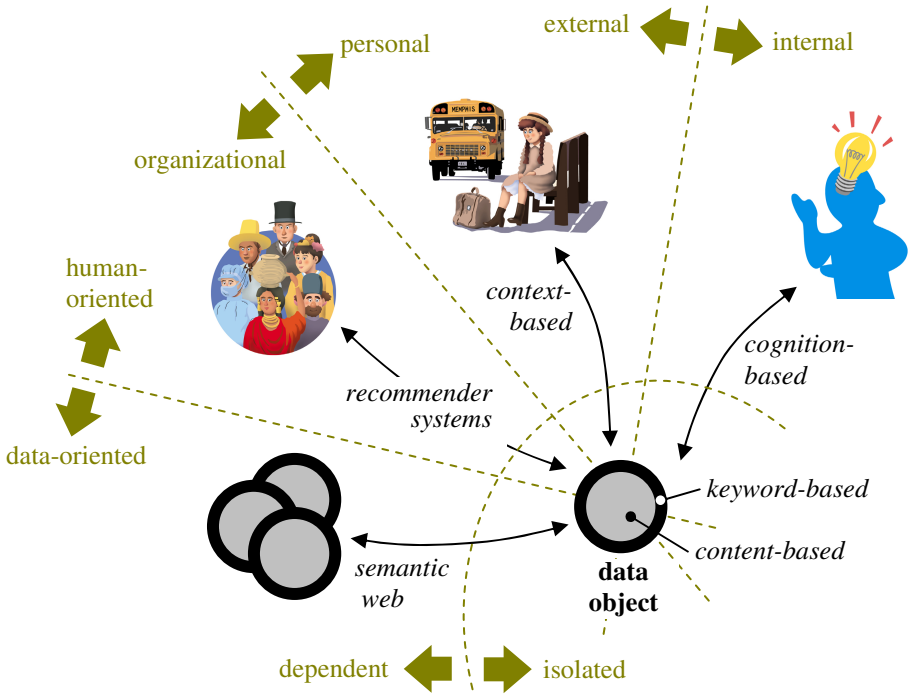 external
internal
personal
organizational
MEMPHIS
human-
oriented
context-
based
cognition-
based
recommender
systems
data-oriented
keyword-based
content-based
semantic
web
data
object
dependent
isolated